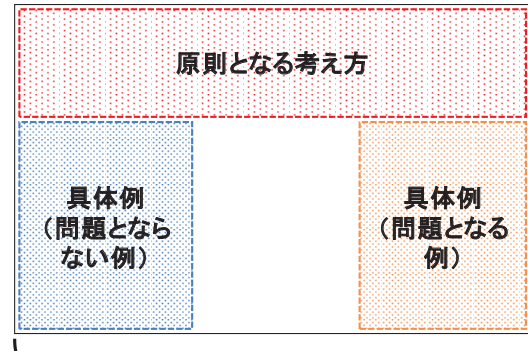 原則となる考え方
具体例
（問題となら
ない例）
具体例
（問題となる
例）